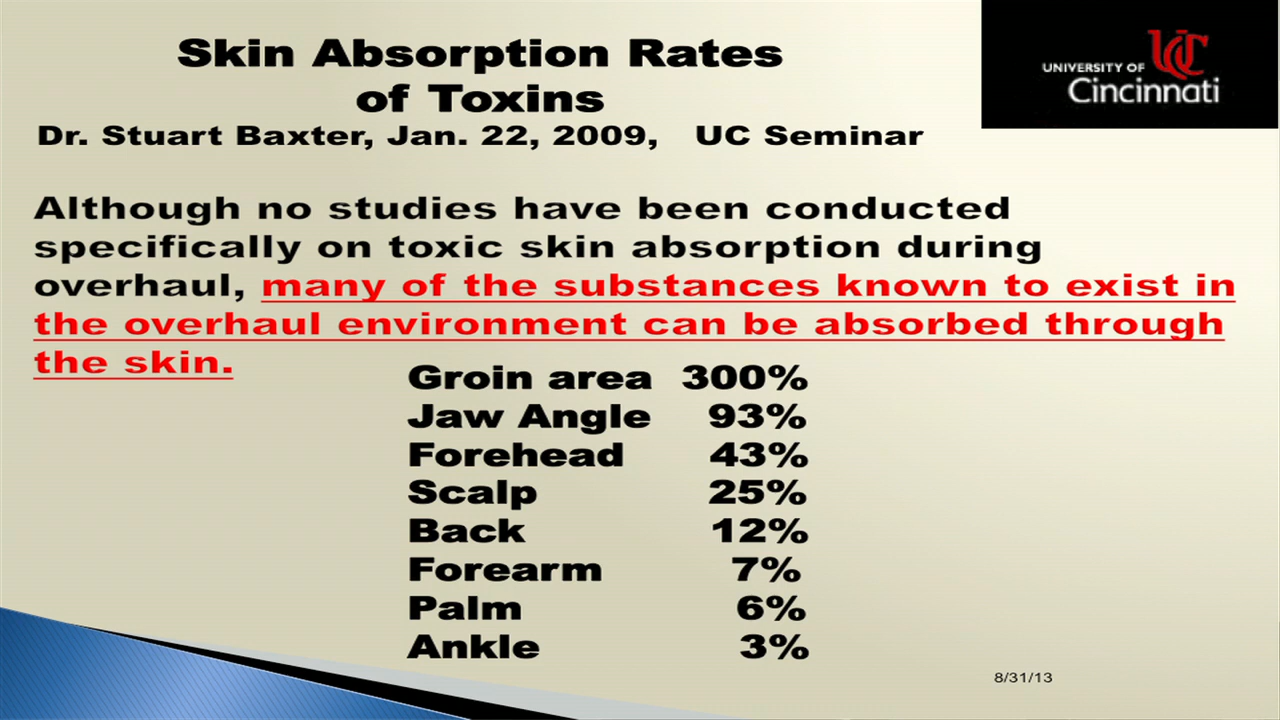 Skin Absorption Rates
of Toxins
UNIVERSITY OF
UC
Cincinnati
Dr. Stuart Baxter, Jan. 22, 2009, UC Seminar
Although no studies have been conducted
specifically on toxic skin absorption during
overhaul, many of the substances known to exist in
the overhaul environment can be absorbed through
the skin.
Groin area 300%
Jaw Angle 93%
Forehead 43%
Scalp 25%
Back 12%
Forearm 7%
Palm 6%
Ankle 3%
8/31/13